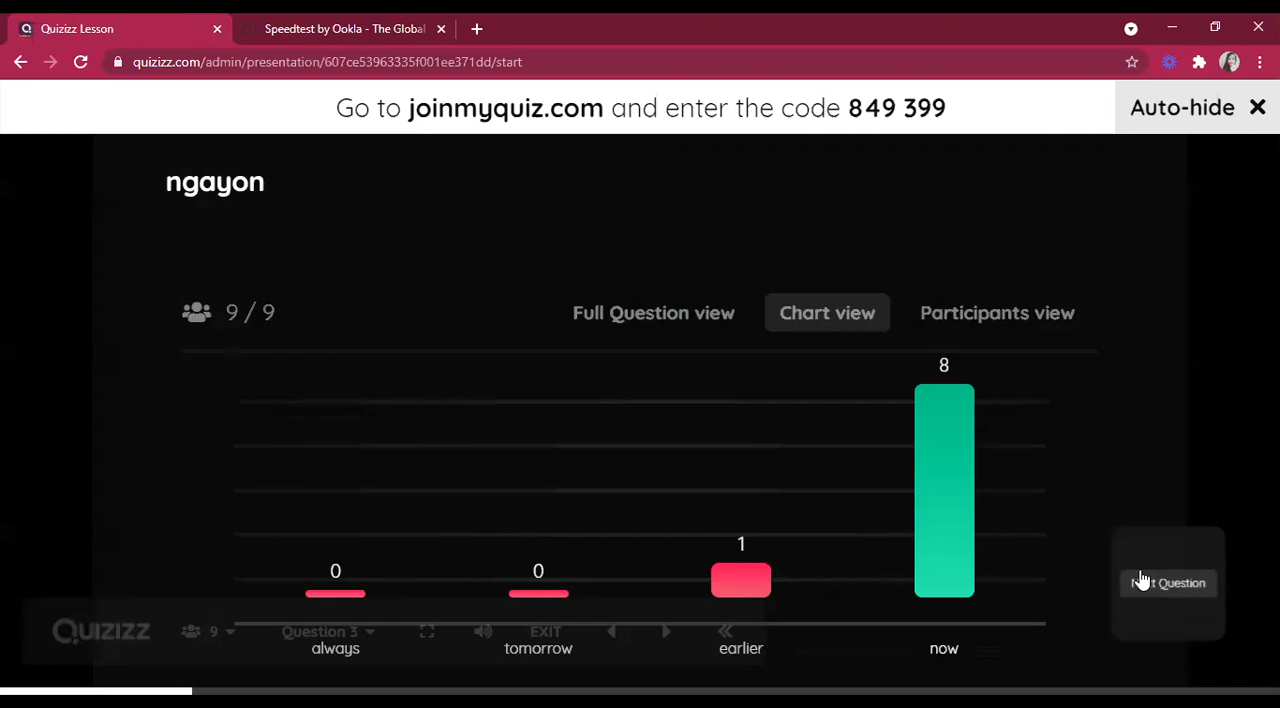 Quizizz Lesson
Speedtest by Ookla - The Global
quizizz.com/admin/presentation/607ce53963335f001ee371dd/start
Go to joinmyquiz.com and enter the code 849 399
Auto-hide
ngayon
9 / 9
Full Question view
Chart view
Participants view
8
1
0
0
Question
QUIZIZZ
9
Question 3
EXIT
always
tomorrow
earlier
now